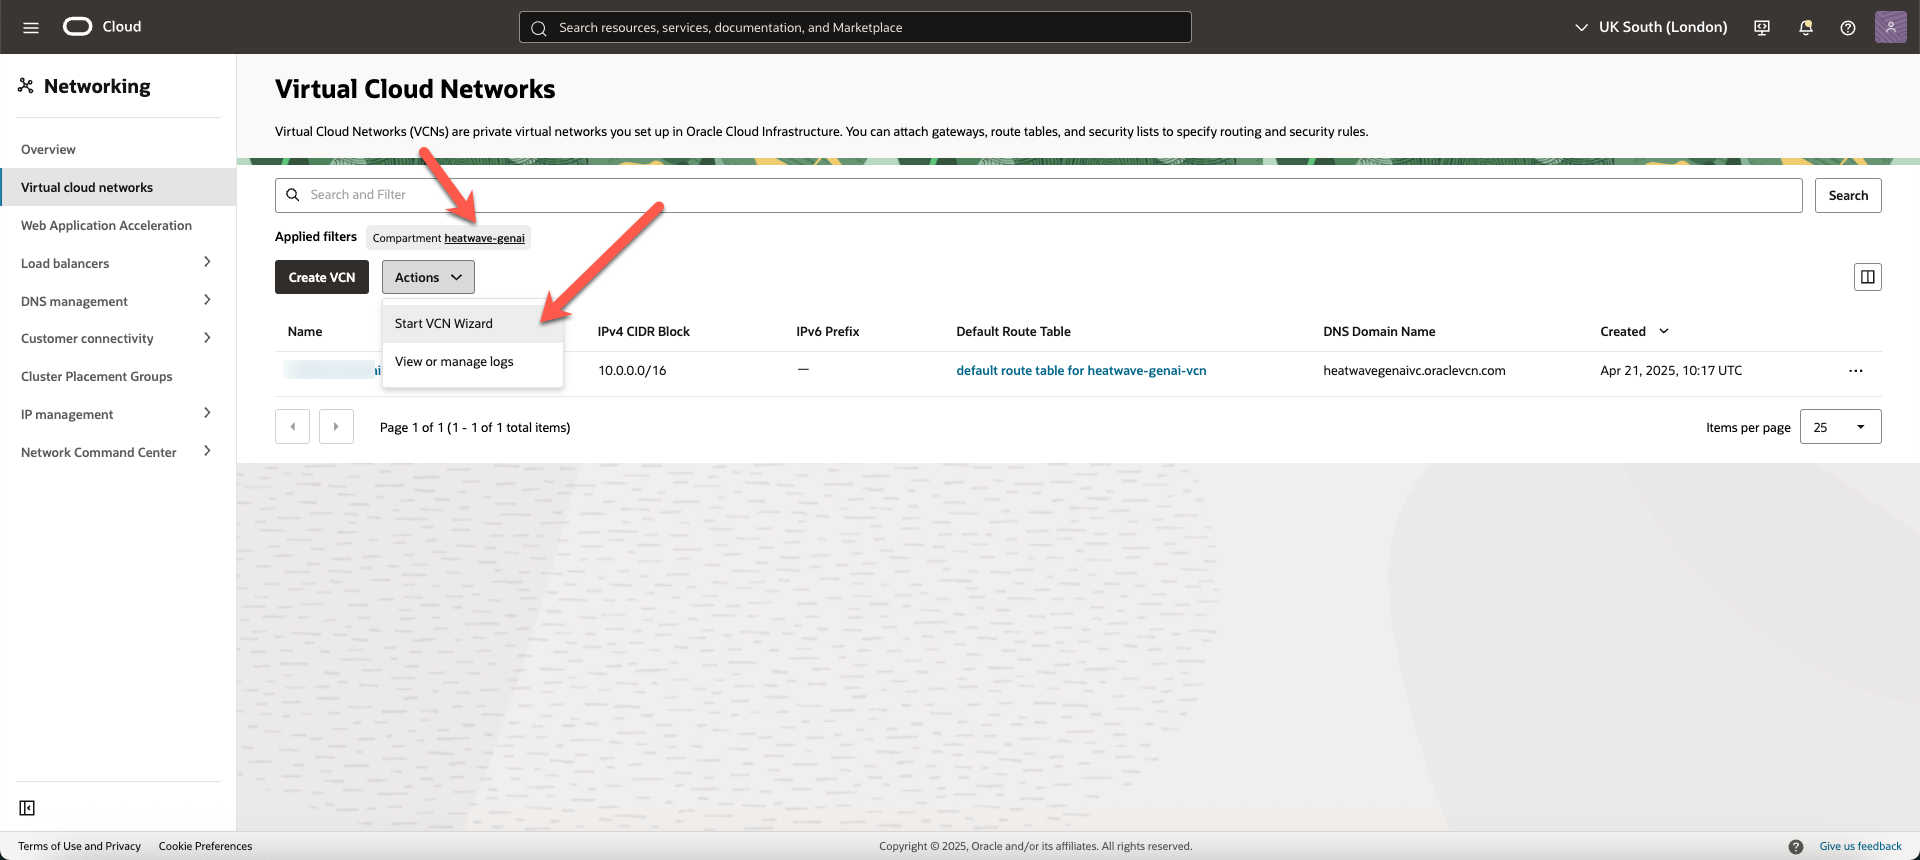 Cloud
Search resources, services, documentation, and Marketplace
UK South (London)
Networking
Overview
Virtual cloud networks
Web Application Acceleration
Load balancers
DNS management
Customer connectivity
Cluster Placement Groups
IP management
Network Command Center
Virtual Cloud Networks
Virtual Cloud Networks (VCNs) are private virtual networks you set up in Oracle Cloud Infrastructure. You can attach gateways, route tables, and security lists to specify routing and security rules.
Search and Filter
Search
Applied filters Compartment heatwave-genai
Create VCN Actions
Start VCN Wizard
View or manage logs
Name IPv4 CIDR Block IPv6 Prefix Default Route Table DNS Domain Name Created
10.0.0.0/16 — default route table for heatwave-genai-vcn heatwavegenaivc.oraclevcn.com Apr 21, 2025, 10:17 UTC
Page 1 of 1 (1 - 1 of 1 total items)
Items per page 25
Terms of Use and Privacy Cookie Preferences
Copyright © 2025, Oracle and/or its affiliates. All rights reserved.
Give us feedback